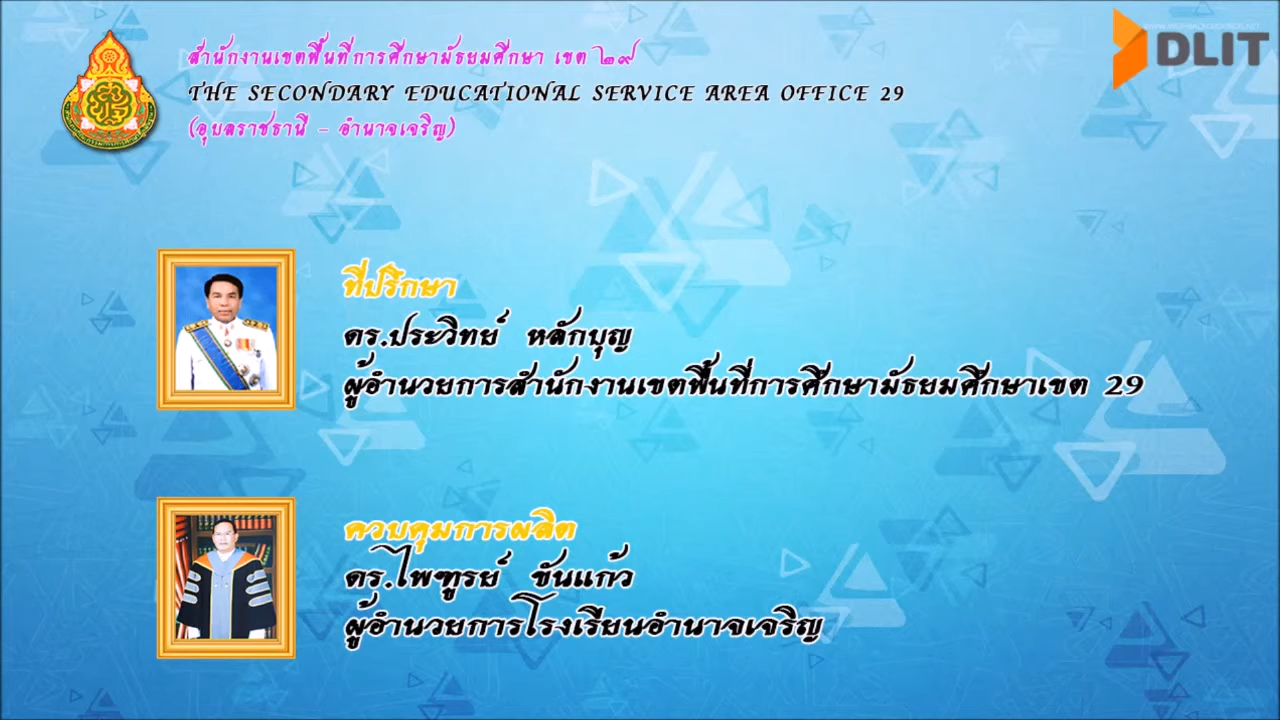 สำนักงานเขตพื้นที่การศึกษามัธยมศึกษา เขต ๒๙
THE SECONDARY EDUCATIONAL SERVICE AREA OFFICE 29
(อุบลราชธานี - อำนาจเจริญ)
DLIT
ที่ปรึกษา
ดร.ประวิทย์ หลักบุญ
ผู้อำนวยการสำนักงานเขตพื้นที่การศึกษามัธยมศึกษาเขต 29
ควบคุมการผลิต
ดร.ไพฑูรย์ ขันแก้ว
ผู้อำนวยการโรงเรียนอำนาจเจริญ